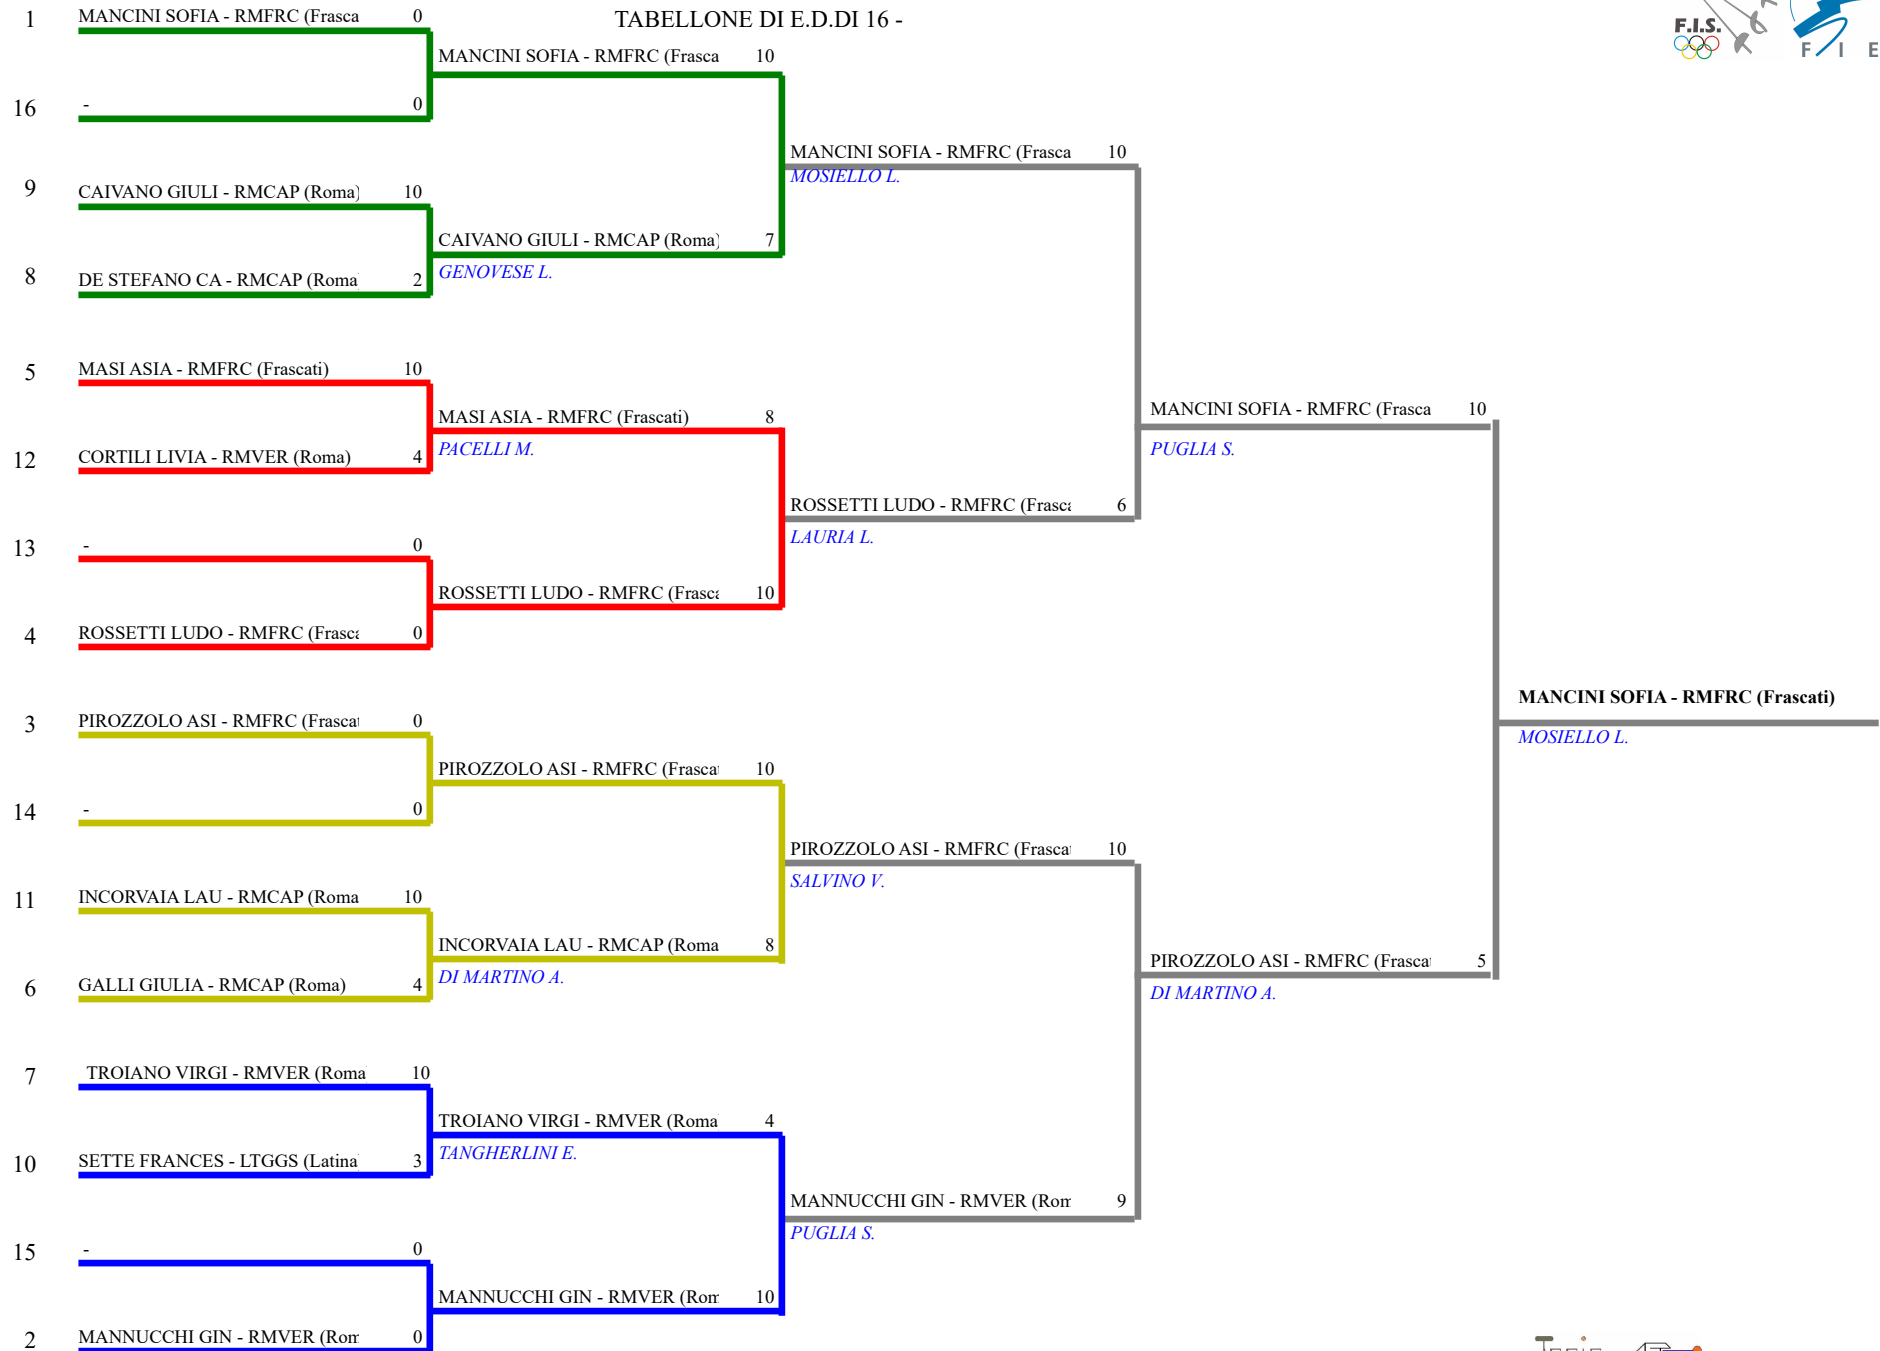 TABELLONE DI E.D.DI 16 -
F.I.S.
F I E
1 MANCINI SOFIA - RMFRC (Frasca 0
MANCINI SOFIA - RMFRC (Frasca 10
16 - 0
MANCINI SOFIA - RMFRC (Frasca 10
MOSIELLO L.
9 CAIVANO GIULI - RMCAP (Roma) 10
CAIVANO GIULI - RMCAP (Roma) 7
GENOVESE L.
8 DE STEFANO CA - RMCAP (Roma 2
5 MASI ASIA - RMFRC (Frascati) 10
MASI ASIA - RMFRC (Frascati) 8
PACELLI M.
MANCINI SOFIA - RMFRC (Frasca 10
PUGLIA S.
12 CORTILI LIVIA - RMVER (Roma) 4
ROSSETTI LUDO - RMFRC (Frasca 6
LAURIA L.
13 - 0
ROSSETTI LUDO - RMFRC (Frasca 10
4 ROSSETTI LUDO - RMFRC (Frasca 0
MANCINI SOFIA - RMFRC (Frascati)
MOSIELLO L.
3 PIROZZOLO ASI - RMFRC (Frascat 0
PIROZZOLO ASI - RMFRC (Frascat 10
14 - 0
PIROZZOLO ASI - RMFRC (Frascat 10
SALVINO V.
11 INCORVAIA LAU - RMCAP (Roma 10
INCORVAIA LAU - RMCAP (Roma 8
DI MARTINO A.
PIROZZOLO ASI - RMFRC (Frascat 5
DI MARTINO A.
6 GALLI GIULIA - RMCAP (Roma) 4
7 TROIANO VIRGI - RMVER (Roma 10
TROIANO VIRGI - RMVER (Roma 4
TANGHERLINI E.
10 SETTE FRANCES - LTGGS (Latina 3
MANNUCCHI GIN - RMVER (Rom 9
PUGLIA S.
15 - 0
MANNUCCHI GIN - RMVER (Rom 10
2 MANNUCCHI GIN - RMVER (Rom 0